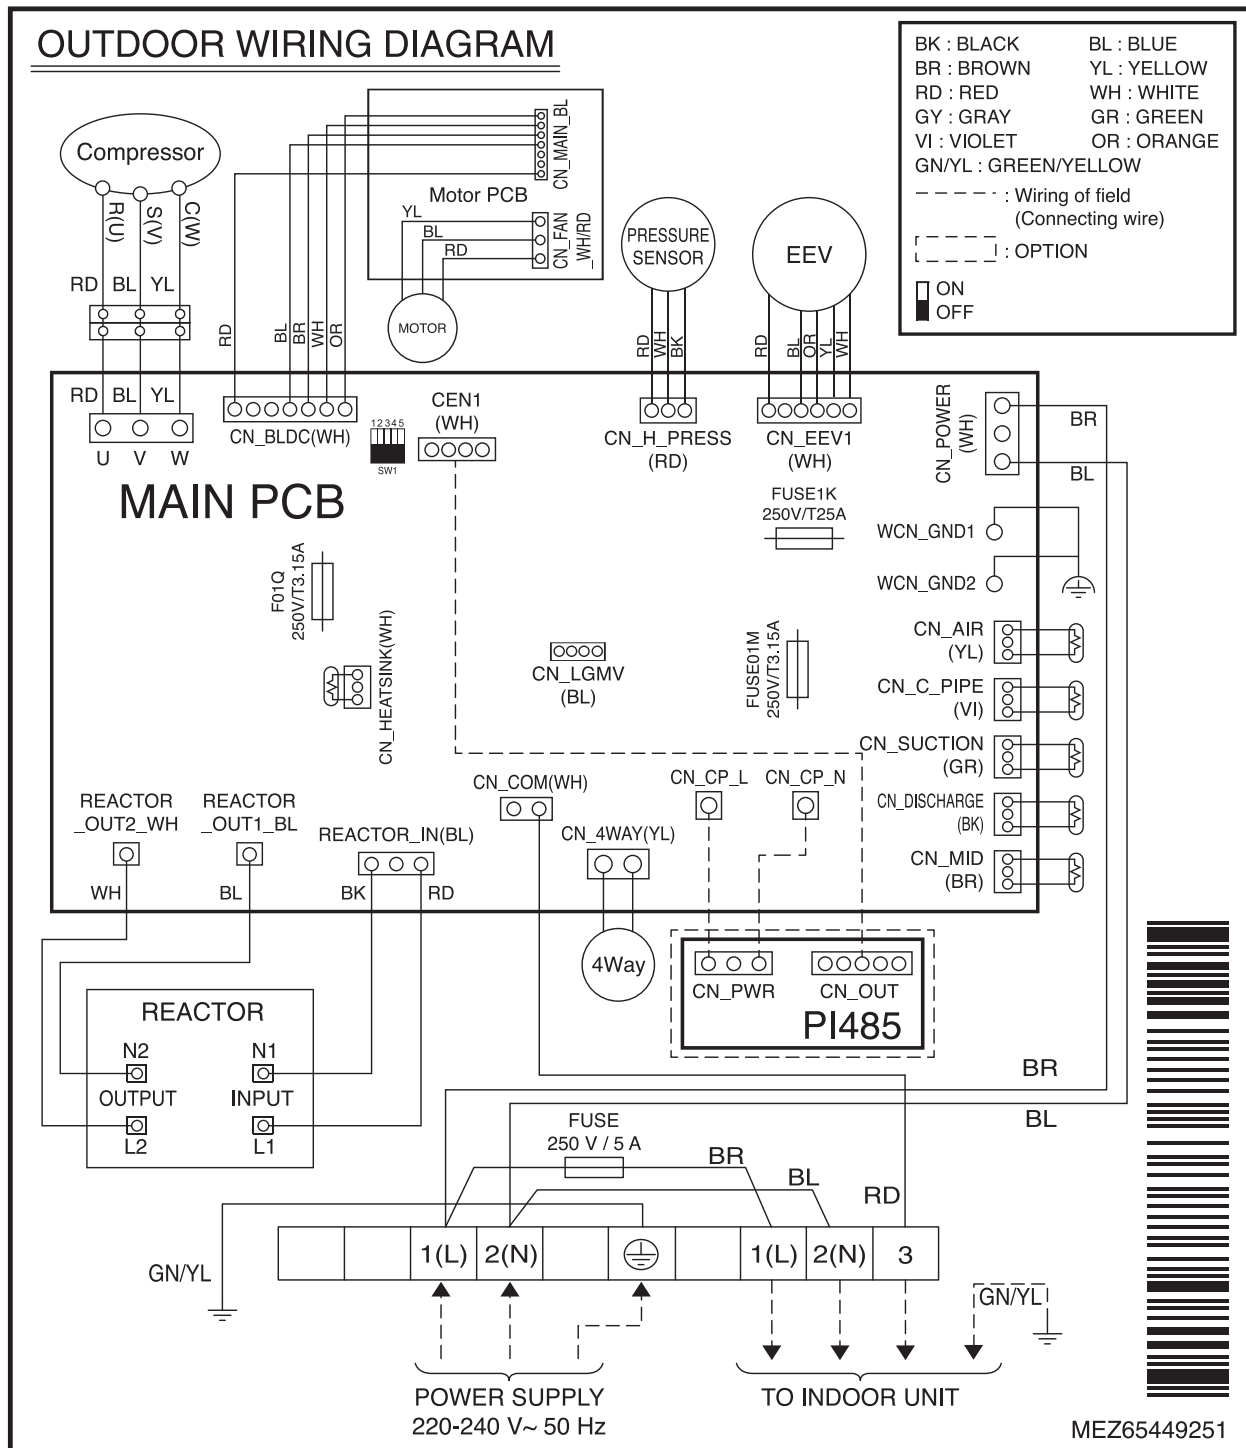 OUTDOOR WIRING DIAGRAM
BK : BLACK BL : BLUE
BR : BROWN YL : YELLOW
RD : RED WH : WHITE
GY : GRAY GR : GREEN
VI : VIOLET OR : ORANGE
GN/YL : GREEN/YELLOW
: Wiring of field
(Connecting wire)
: OPTION
ON
OFF
Compressor
R(U)
S(V)
C(W)
RD BL YL
RD BL YL
U V W
CN_MAIN_BL
Motor PCB
YL
BL
RD
CN_FAN
_WH/RD
MOTOR
RD
BL
BR
WH
OR
CN_BLDC(WH)
12345
SW1
CEN1
(WH)
PRESSURE
SENSOR
RD
WH
BK
CN_H_PRESS
(RD)
EEV
RD
BL
OR
YL
WH
CN_EEV1
(WH)
CN_POWER
(WH)
BR
BL
MAIN PCB
FUSE1K
250V/T25A
WCN_GND1
WCN_GND2
F01Q
250V/T3.15A
CN_HEATSINK(WH)
CN_LGMV
(BL)
FUSE01M
250V/T3.15A
CN_AIR
(YL)
CN_C_PIPE
(VI)
CN_SUCTION
(GR)
CN_DISCHARGE
(BK)
CN_MID
(BR)
REACTOR
_OUT2_WH
REACTOR
_OUT1_BL
REACTOR_IN(BL)
CN_COM(WH)
CN_4WAY(YL)
CN_CP_L
CN_CP_N
WH
BL
BK
RD
4Way
CN_PWR
CN_OUT
PI485
REACTOR
N2 N1
OUTPUT INPUT
L2 L1
BR
BL
FUSE
250 V / 5 A
BR
BL
RD
1(L) 2(N) 1(L) 2(N) 3
GN/YL
GN/YL
POWER SUPPLY
220-240 V~ 50 Hz
TO INDOOR UNIT
MEZ65449251